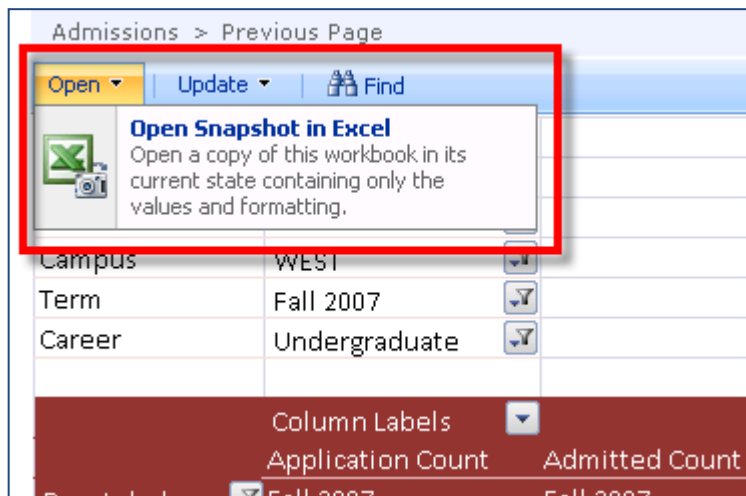 Admissions > Previous Page
Open Update Find
Open Snapshot in Excel
Open a copy of this workbook in its
current state containing only the
values and formatting.
Campus WEST
Term Fall 2007
Career Undergraduate
Column Labels
Application Count Admitted Count
Fall 2007 Fall 2007